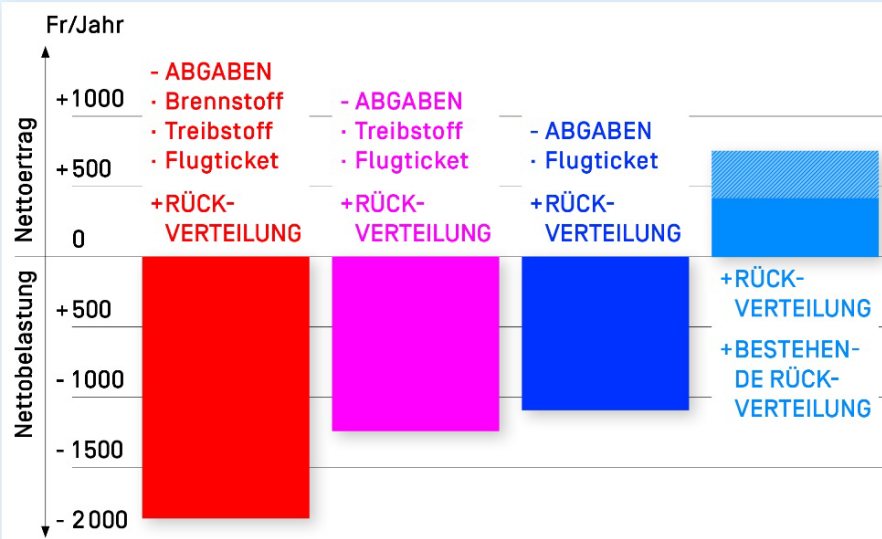 Fr/Jahr
Nettoertrag
Nettobelastung
+1000
+500
0
+500
- 1000
- 1500
- 2000
- ABGABEN
· Brennstoff
· Treibstoff
· Flugticket
+RÜCK-
VERTEILUNG
- ABGABEN
· Treibstoff
· Flugticket
+RÜCK-
VERTEILUNG
- ABGABEN
· Flugticket
+RÜCK-
VERTEILUNG
+RÜCK-
VERTEILUNG
+BESTEHEN-
DE RÜCK-
VERTEILUNG